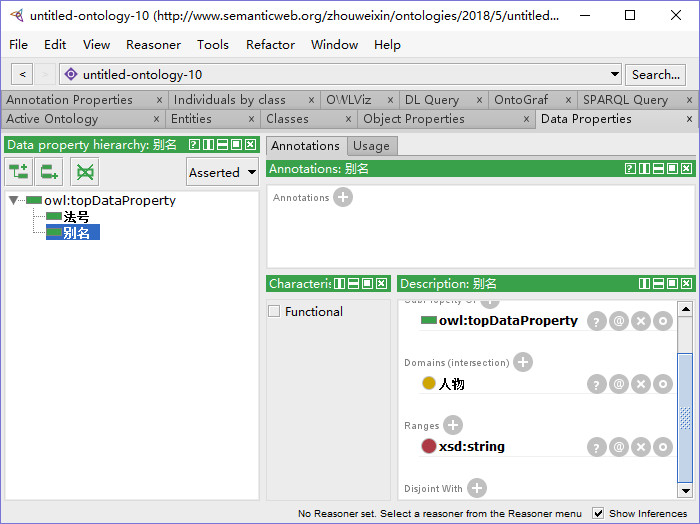 untitled-ontology-10 (http://www.semanticweb.org/zhouweixin/ontologies/2018/5/untitled...
File Edit View Reasoner Tools Refactor Window Help
< > untitled-ontology-10 Search...
Annotation Properties × Individuals by class × OWLViz × DL Query × OntoGraf × SPARQL Query ×
Active Ontology × Entities × Classes × Object Properties × Data Properties ×
Data property hierarchy: 别名
Asserted
owl:topDataProperty
法号
别名
Annotations Usage
Annotations: 别名
Annotations
Characteris
Functional
Description: 别名
SubProperty Of
owl:topDataProperty
Domains (intersection)
人物
Ranges
xsd:string
Disjoint With
No Reasoner set. Select a reasoner from the Reasoner menu Show Inferences